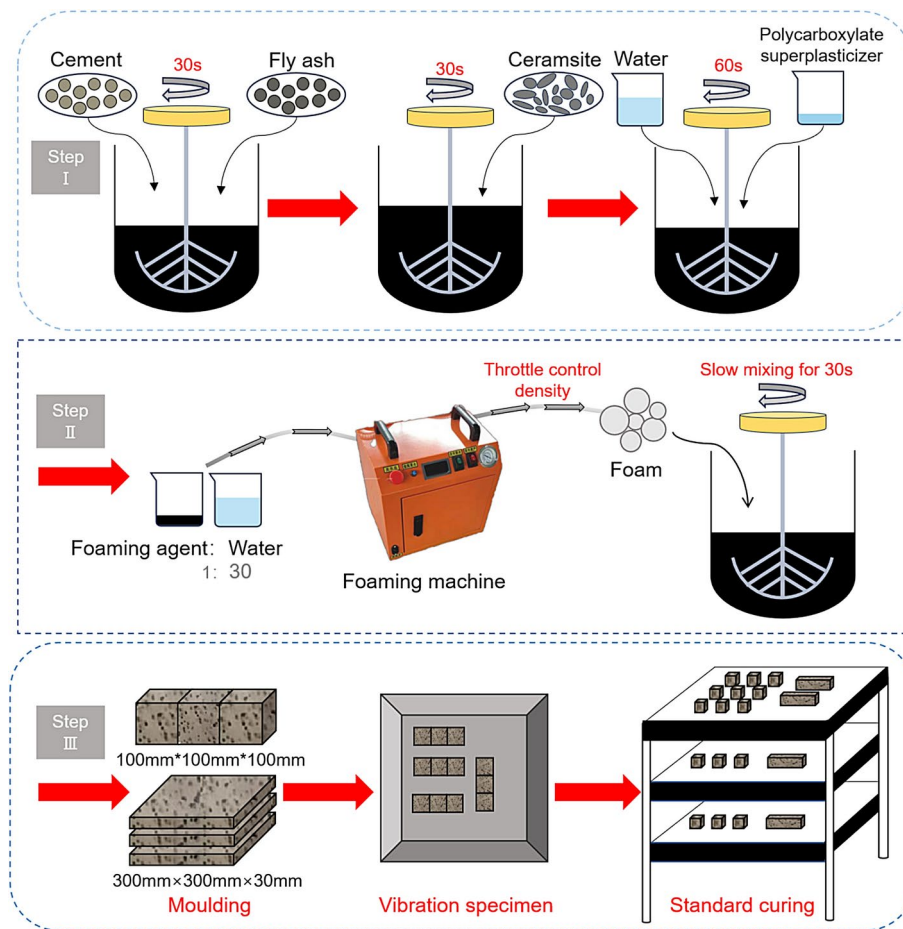 Cement
30s
Fly ash
30s
Ceramsite
Water
60s
Polycarboxylate
superplasticizer
Step
Ⅰ
Step
Ⅱ
Foaming agent: Water
1: 30
Foaming machine
Throttle control
density
Foam
Slow mixing for 30s
Step
Ⅲ
100mm*100mm*100mm
300mm×300mm×30mm
Moulding
Vibration specimen
Standard curing